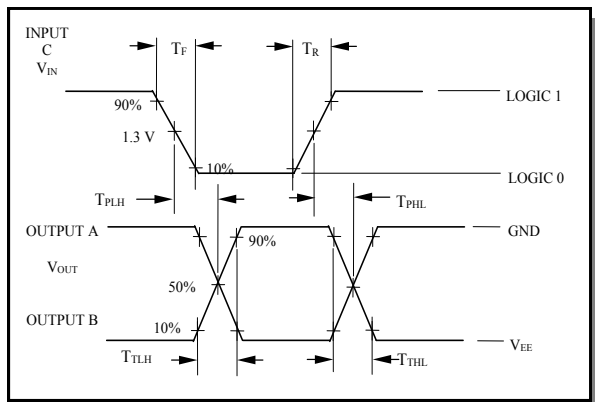 INPUT
C
VIN
TF
TR
90%
LOGIC 1
1.3 V
10%
LOGIC 0
TPLH
TPHL
OUTPUT A
GND
90%
VOUT
50%
OUTPUT B
10%
VEE
TTLH
TTHL